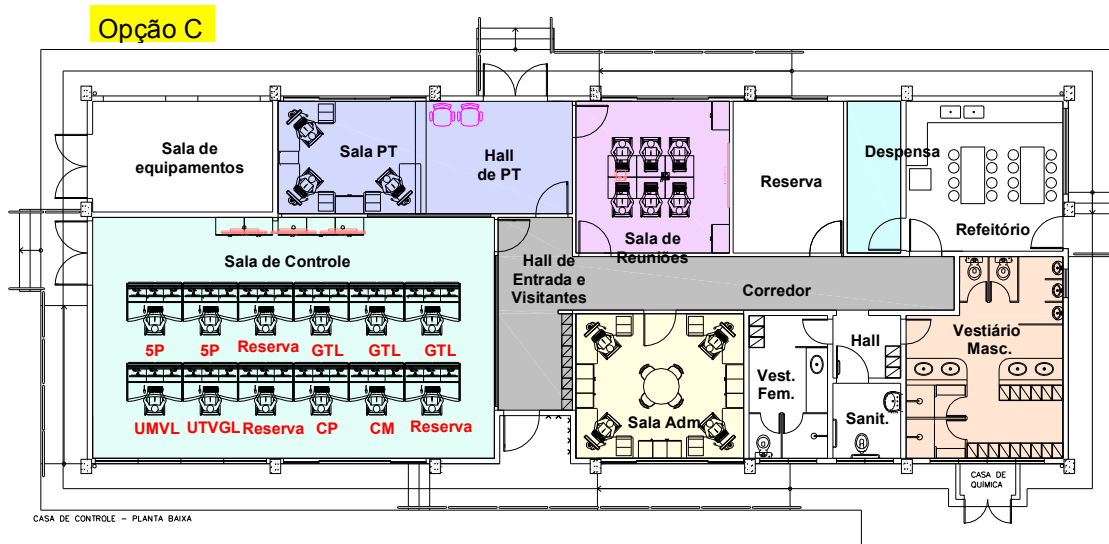 Opção C
Sala de
equipamentos
Sala PT
Hall
de PT
Sala de
Reuniões
Reserva
Despensa
Refeitório
Sala de Controle
Hall de
Entrada e
Visitantes
Corredor
5P
5P
Reserva
GTL
GTL
GTL
UMVL
UTVGL
Reserva
CP
CM
Reserva
Sala Adm
Vest.
Fem.
Hall
Sanit.
Vestiário
Masc.
CASA DE
QUÍMICA
CASA DE CONTROLE – PLANTA BAIXA